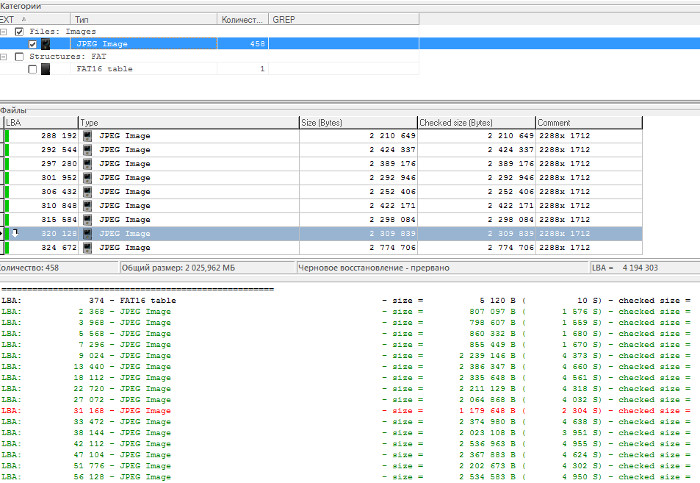 Категории
EXT Тип Количест... GREP
Files: Images
JPEG Image 458
Structures: FAT
FAT16 table 1
Файлы
LBA Type Size (Bytes) Checked size (Bytes) Comment
288 192 JPEG Image 2 210 649 2 210 649 2288x 1712
292 544 JPEG Image 2 424 337 2 424 337 2288x 1712
297 280 JPEG Image 2 389 176 2 389 176 2288x 1712
301 952 JPEG Image 2 292 946 2 292 946 2288x 1712
306 432 JPEG Image 2 252 406 2 252 406 2288x 1712
310 848 JPEG Image 2 422 171 2 422 171 2288x 1712
315 584 JPEG Image 2 298 084 2 298 084 2288x 1712
320 128 JPEG Image 2 309 839 2 309 839 2288x 1712
324 672 JPEG Image 2 774 706 2 774 706 2288x 1712
Количество: 458 Общий размер: 2 025,962 МБ Черновое восстановление - прервано LBA = 4 194 303
====================================================
LBA: 374 - FAT16 table - size = 5 120 B ( 10 S) - checked size =
LBA: 2 368 - JPEG Image - size = 807 097 B ( 1 576 S) - checked size =
LBA: 3 968 - JPEG Image - size = 798 607 B ( 1 559 S) - checked size =
LBA: 5 568 - JPEG Image - size = 860 332 B ( 1 680 S) - checked size =
LBA: 7 296 - JPEG Image - size = 855 449 B ( 1 670 S) - checked size =
LBA: 9 024 - JPEG Image - size = 2 239 146 B ( 4 373 S) - checked size =
LBA: 13 440 - JPEG Image - size = 2 386 347 B ( 4 660 S) - checked size =
LBA: 18 112 - JPEG Image - size = 2 335 648 B ( 4 561 S) - checked size =
LBA: 22 720 - JPEG Image - size = 2 211 129 B ( 4 318 S) - checked size =
LBA: 27 072 - JPEG Image - size = 2 064 868 B ( 4 032 S) - checked size =
LBA: 31 168 - JPEG Image - size = 1 179 648 B ( 2 304 S) - checked size =
LBA: 33 472 - JPEG Image - size = 2 374 980 B ( 4 638 S) - checked size =
LBA: 38 144 - JPEG Image - size = 2 023 108 B ( 3 951 S) - checked size =
LBA: 42 112 - JPEG Image - size = 2 536 963 B ( 4 955 S) - checked size =
LBA: 47 104 - JPEG Image - size = 2 367 883 B ( 4 624 S) - checked size =
LBA: 51 776 - JPEG Image - size = 2 202 673 B ( 4 302 S) - checked size =
LBA: 56 128 - JPEG Image - size = 2 534 583 B ( 4 950 S) - checked size =